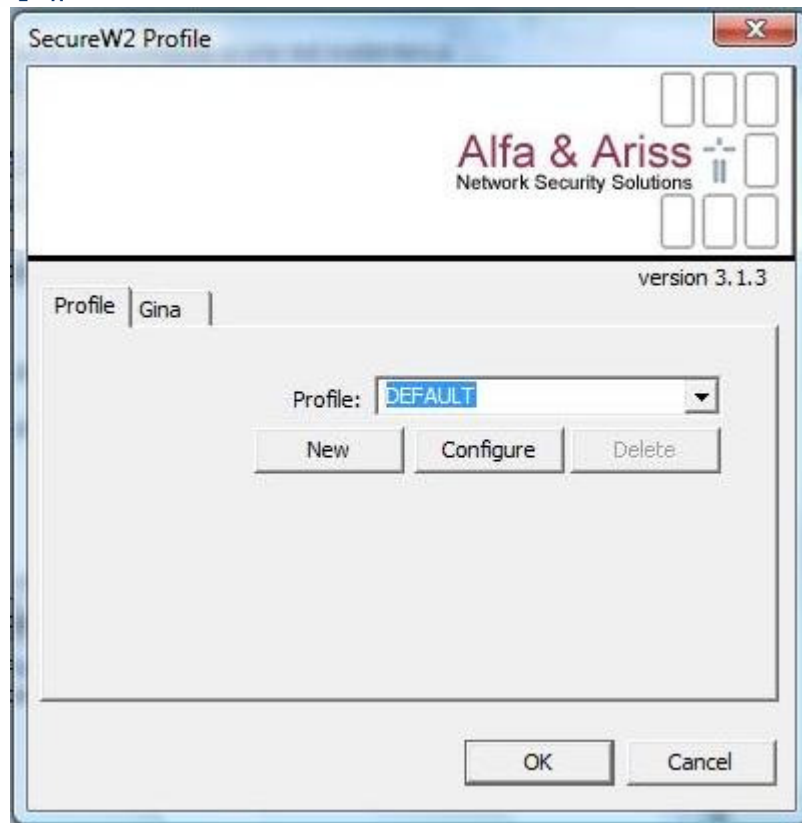 SecureW2 Profile
Alfa & Ariss
Network Security Solutions
version 3.1.3
Profile Gina
Profile: DEFAULT
New Configure Delete
OK Cancel